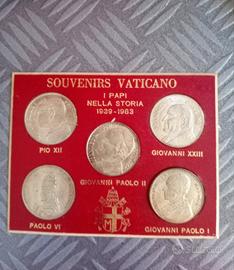 SOUVENIRS VATICANO
I PAPI
NELLA STORIA
1939-1963
PIO XII
GIOVANNI XXIII
GIOVANNI PAOLO II
PAOLO VI
GIOVANNI PAOLO I